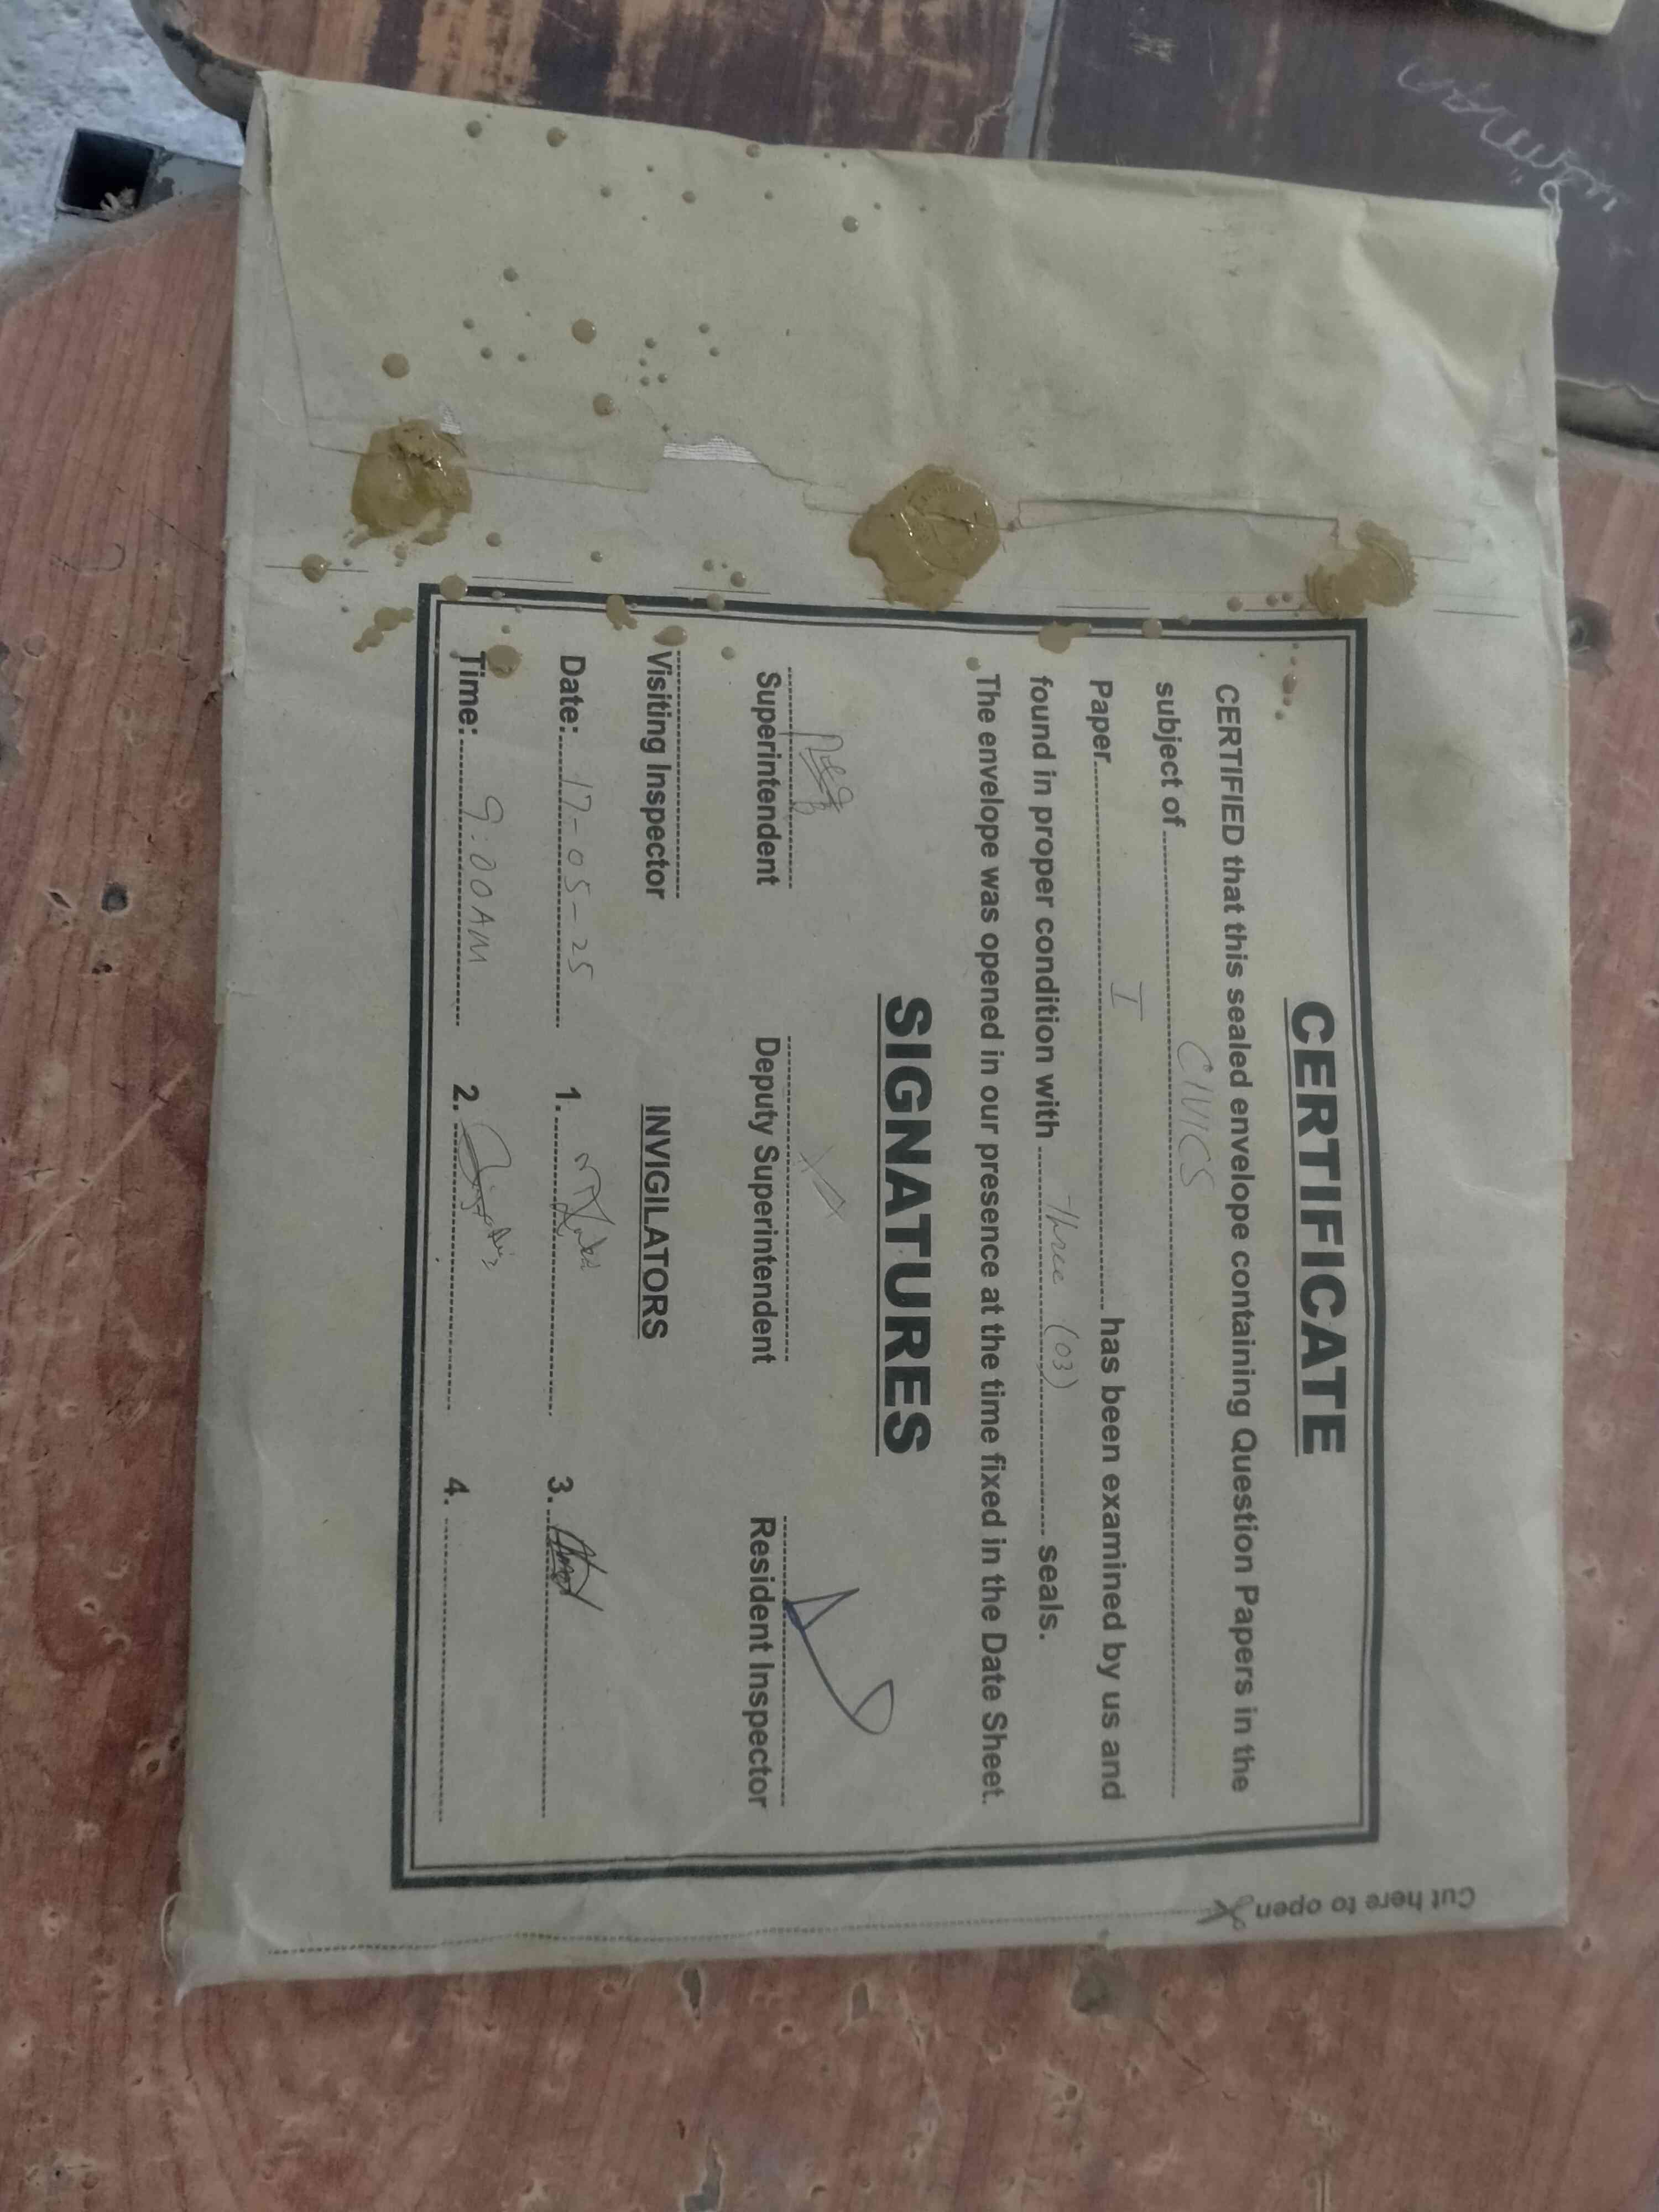 CERTIFICATE
CERTIFIED that this sealed envelope containing Question Papers in the
subject of CIVICS
Paper I has been examined by us and
found in proper condition with Three (03) seals.
The envelope was opened in our presence at the time fixed in the Date Sheet.
SIGNATURES
Superintendent Deputy Superintendent Resident Inspector
Visiting Inspector INVIGILATORS
Date: 17-05-25 1. 3.
Time: 9:00AM 2. 4.
Cut here to open